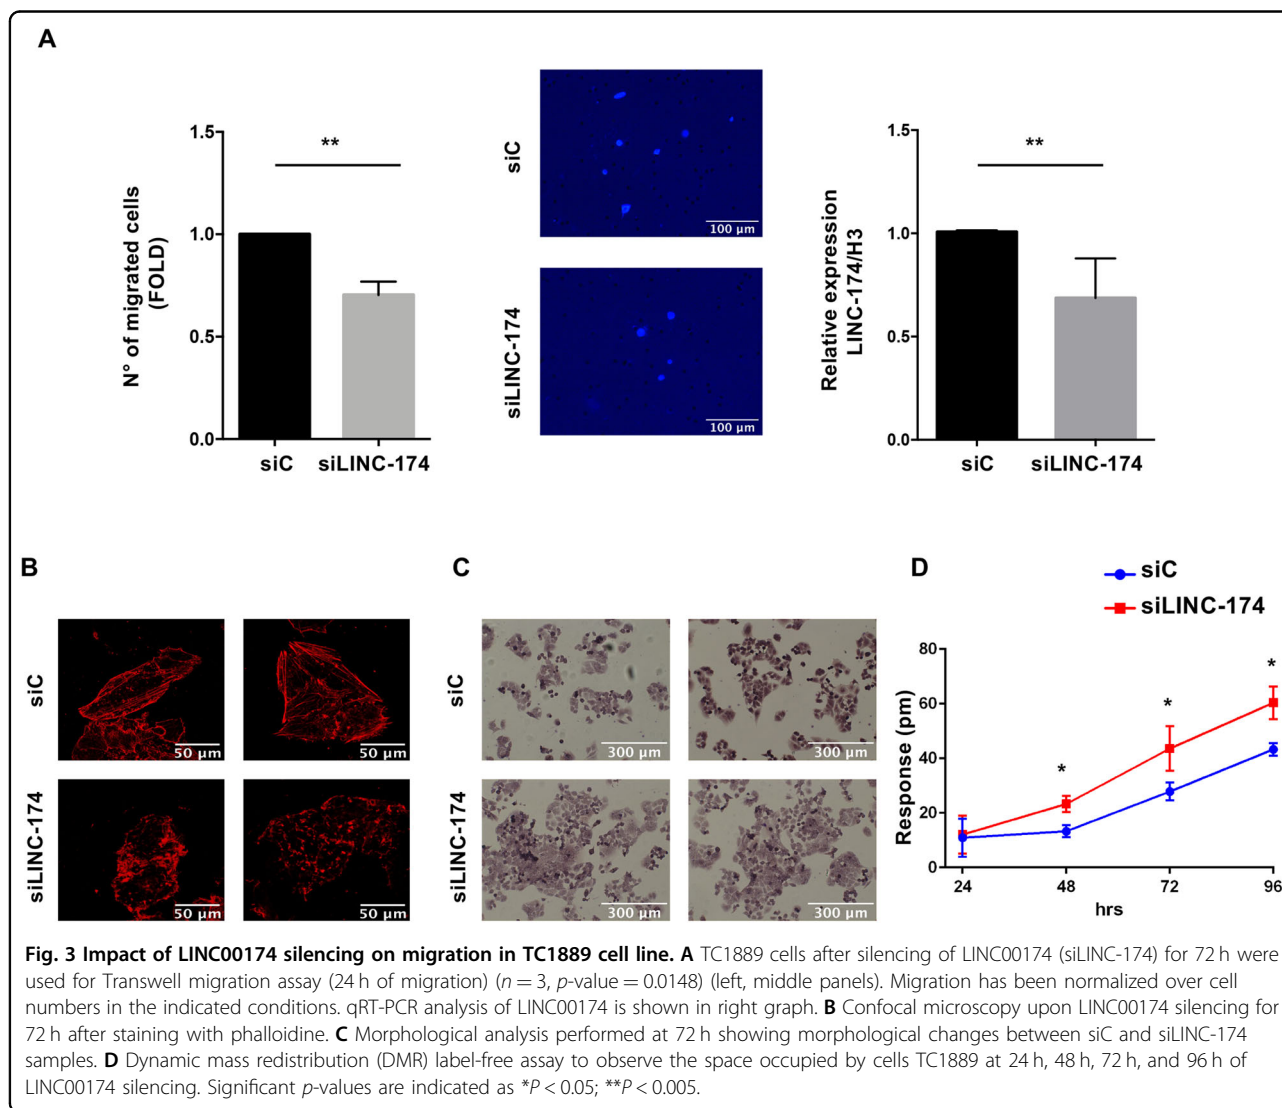 A
1.5
1.0
0.5
0.0
N° of migrated cells
(FOLD)
**
siC
siLINC-174
siC
100 µm
siLINC-174
100 µm
1.5
1.0
0.5
0.0
Relative expression
LINC-174/H3
**
siC
siLINC-174
B
siC
50 µm
50 µm
siLINC-174
50 µm
50 µm
C
siC
300 µm
300 µm
siLINC-174
300 µm
300 µm
D
siC
siLINC-174
80
60
40
20
0
Response (pm)
*
*
*
24
48
72
96
hrs
Fig. 3 Impact of LINC00174 silencing on migration in TC1889 cell line. A TC1889 cells after silencing of LINC00174 (siLINC-174) for 72 h were
used for Transwell migration assay (24 h of migration) (n = 3, p-value = 0.0148) (left, middle panels). Migration has been normalized over cell
numbers in the indicated conditions. qRT-PCR analysis of LINC00174 is shown in right graph. B Confocal microscopy upon LINC00174 silencing for
72 h after staining with phalloidine. C Morphological analysis performed at 72 h showing morphological changes between siC and siLINC-174
samples. D Dynamic mass redistribution (DMR) label-free assay to observe the space occupied by cells TC1889 at 24 h, 48 h, 72 h, and 96 h of
LINC00174 silencing. Significant p-values are indicated as *P < 0.05; **P < 0.005.